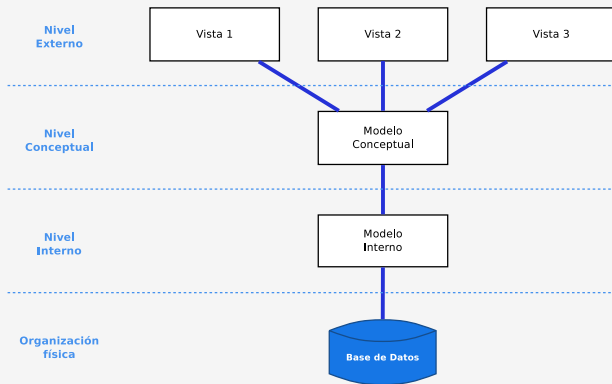 Nivel
Externo
Vista 1
Vista 2
Vista 3
Nivel
Conceptual
Modelo
Conceptual
Nivel
Interno
Modelo
Interno
Organización
física
Base de Datos